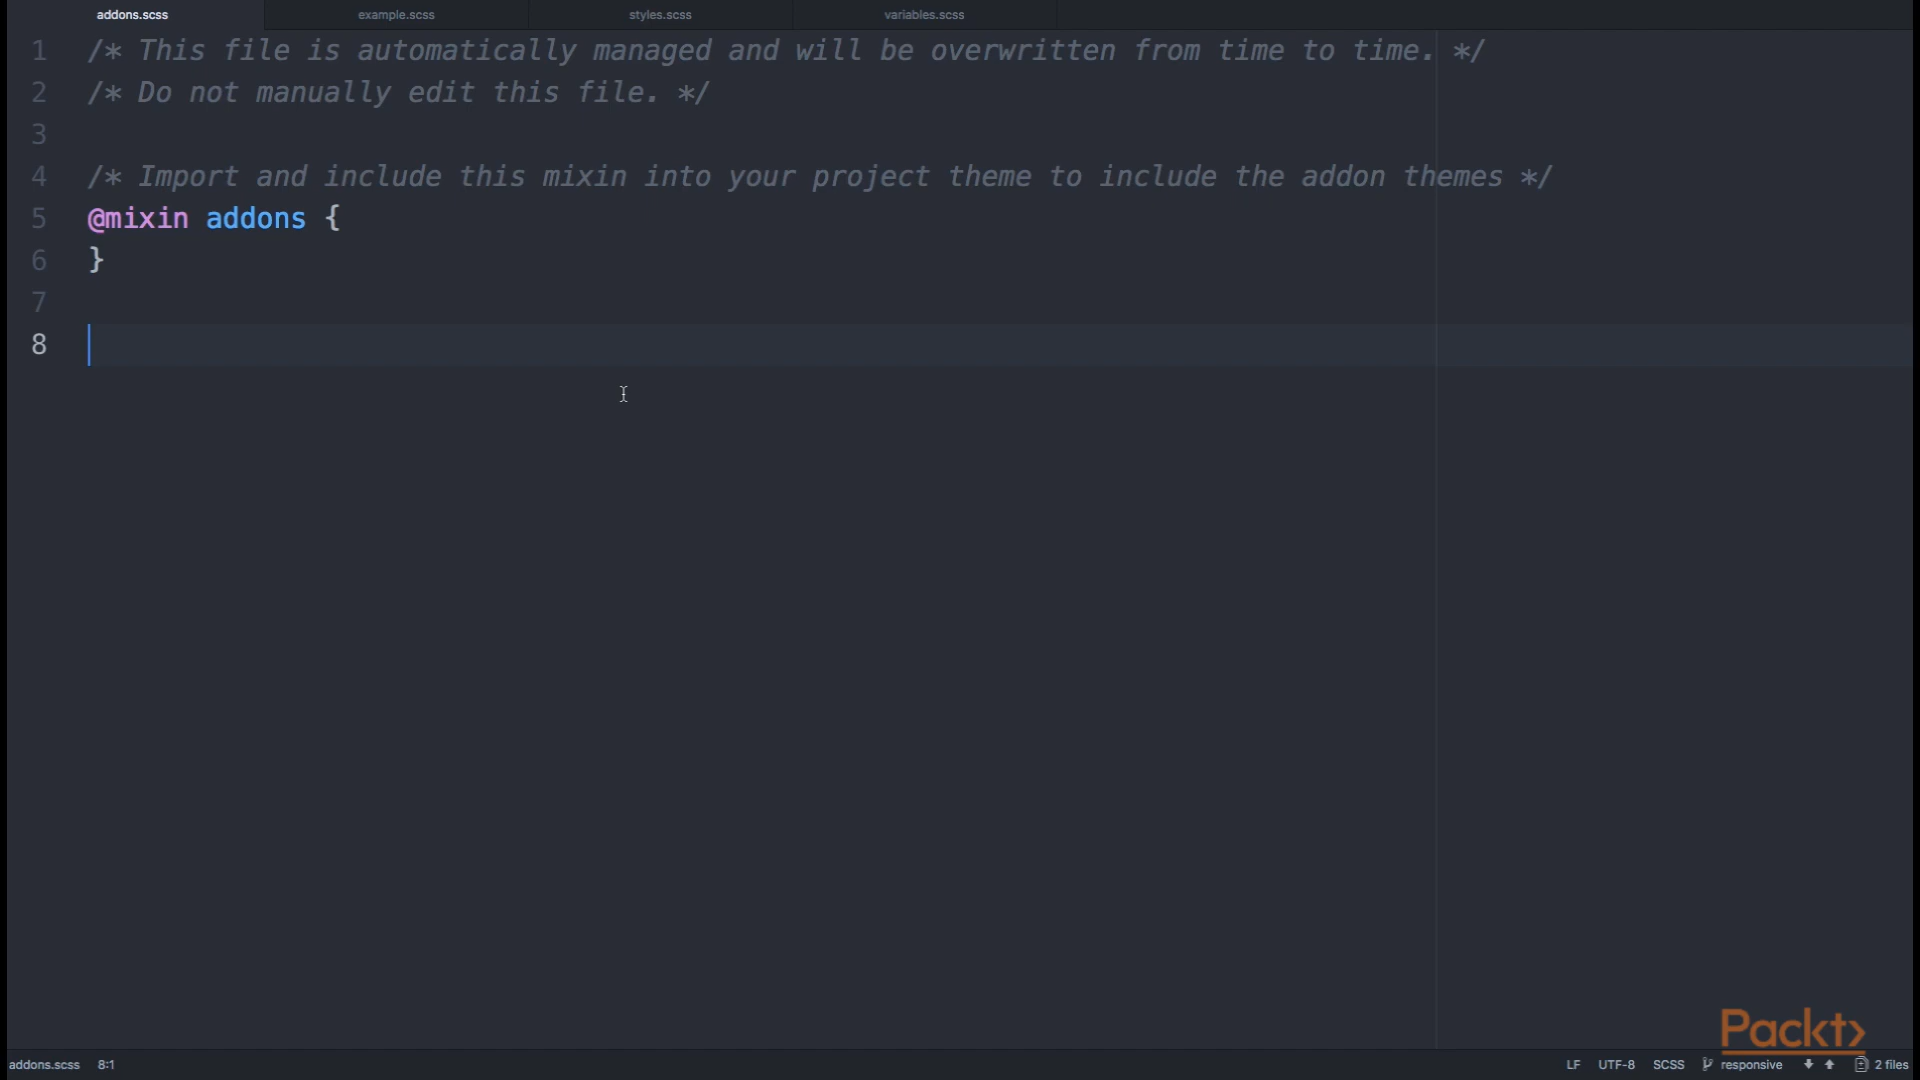 addons.scss example.scss styles.scss variables.scss
1 /* This file is automatically managed and will be overwritten from time to time. */
2 /* Do not manually edit this file. */
3
4 /* Import and include this mixin into your project theme to include the addon themes */
5 @mixin addons {
6 }
7
8
Packt>
addons.scss 8:1 LF UTF-8 SCSS responsive 2 files